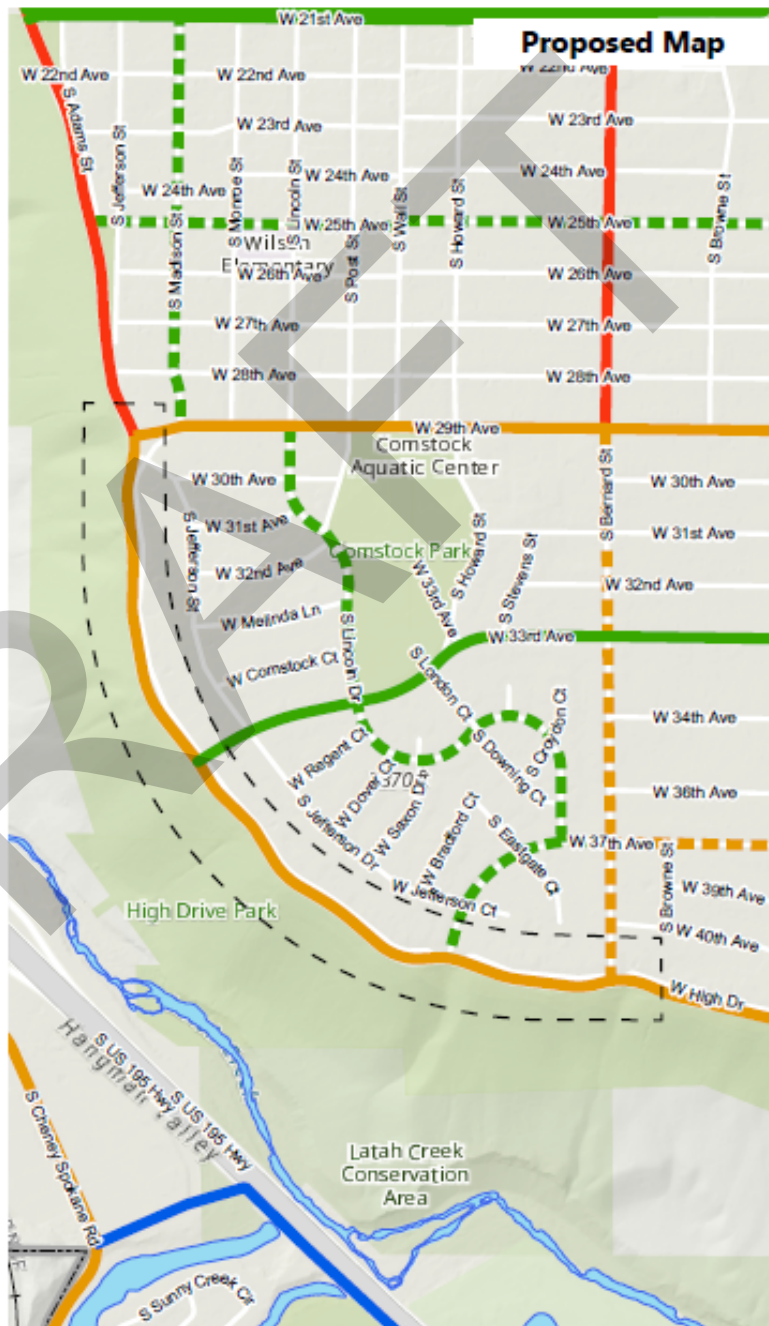 W 21st Ave
Proposed Map
W 22nd Ave
W 22nd Ave
W 22nd Ave
S Adams St
W 23rd Ave
W 23rd Ave
S Jefferson St
W 24th Ave
W 24th Ave
W 24th Ave
S Madison St
S Monroe St
S Lincoln St
S Post St
S Wall St
S Howard St
S Browne St
W 25th Ave
W 25th Ave
Wilson
Elementary
W 26th Ave
W 26th Ave
W 27th Ave
W 27th Ave
W 28th Ave
W 28th Ave
W 29th Ave
Comstock
Aquatic Center
S Bernard St
W 30th Ave
W 30th Ave
S Jefferson St
W 31st Ave
W 31st Ave
Comstock Park
S Howard St
S Stevens St
W 32nd Ave
W 32nd Ave
W 33rd Ave
W Melinda Ln
S Lincoln Dr
W 33rd Ave
W Comstock Ct
S London Ct
W 34th Ave
W Regent Ct
S Downing Ct
S Croydon Ct
W Dover Ct
370
W Saxon Dr
W 36th Ave
S Jefferson Dr
W Bradford Ct
S Eastgate Ct
W 37th Ave
S Browne St
W 39th Ave
W Jefferson Ct
High Drive Park
W 40th Ave
W High Dr
S US 195 Hwy
S US 195 Hwy
Hangman Valley
S Cheney Spokane Rd
Latah Creek
Conservation
Area
S Sunny Creek Cir
DRAFT